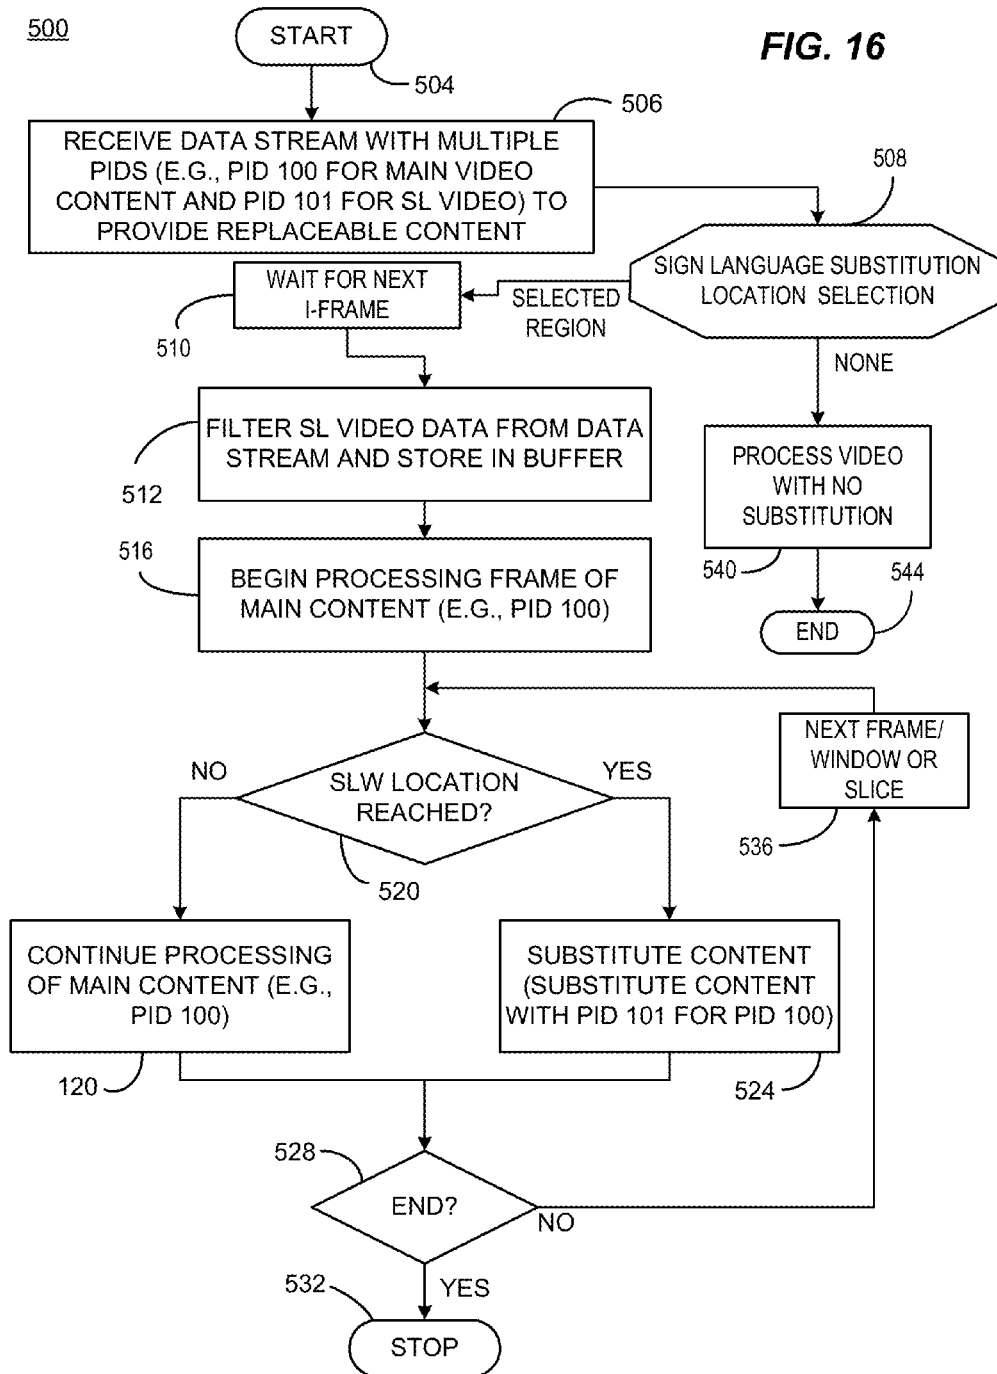 500
START
FIG. 16
504
506
RECEIVE DATA STREAM WITH MULTIPLE
PIDS (E.G., PID 100 FOR MAIN VIDEO
CONTENT AND PID 101 FOR SL VIDEO) TO
PROVIDE REPLACEABLE CONTENT
508
SIGN LANGUAGE SUBSTITUTION
LOCATION SELECTION
WAIT FOR NEXT
I-FRAME
SELECTED
REGION
510
NONE
FILTER SL VIDEO DATA FROM DATA
STREAM AND STORE IN BUFFER
512
PROCESS VIDEO
WITH NO
SUBSTITUTION
540
516
BEGIN PROCESSING FRAME OF
MAIN CONTENT (E.G., PID 100)
544
END
NEXT FRAME/
WINDOW OR
SLICE
536
NO
SLW LOCATION
REACHED?
YES
520
CONTINUE PROCESSING
OF MAIN CONTENT (E.G.,
PID 100)
120
SUBSTITUTE CONTENT
(SUBSTITUTE CONTENT
WITH PID 101 FOR PID 100)
524
528
END?
NO
YES
532
STOP